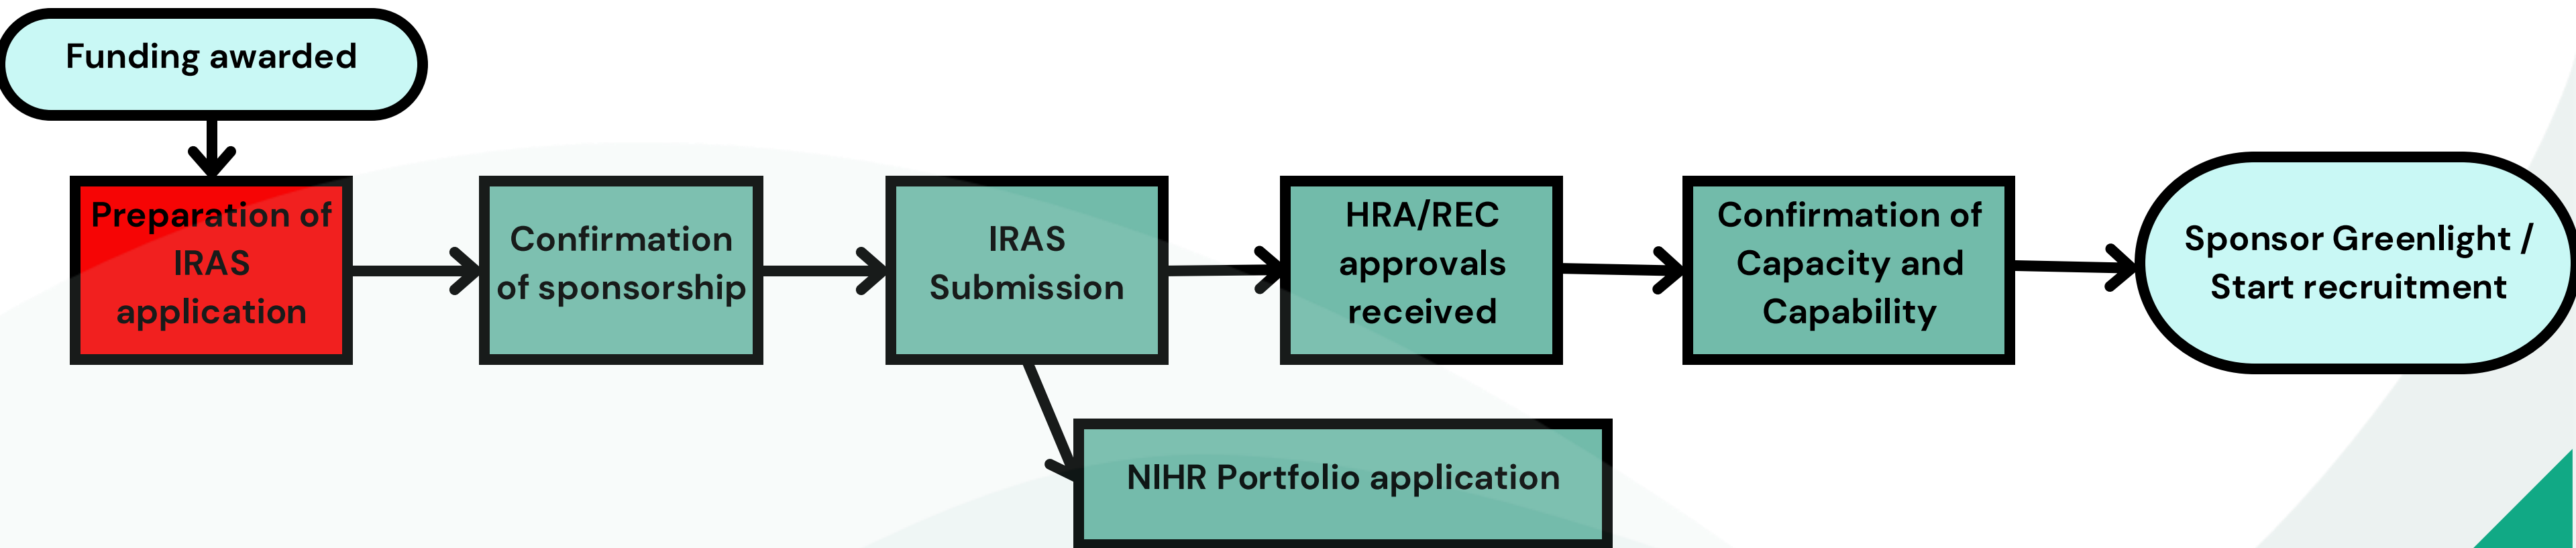 Funding awarded
Preparation of
IRAS
application
Confirmation
of sponsorship
IRAS
Submission
HRA/REC
approvals
received
Confirmation of
Capacity and
Capability
Sponsor Greenlight /
Start recruitment
NIHR Portfolio application